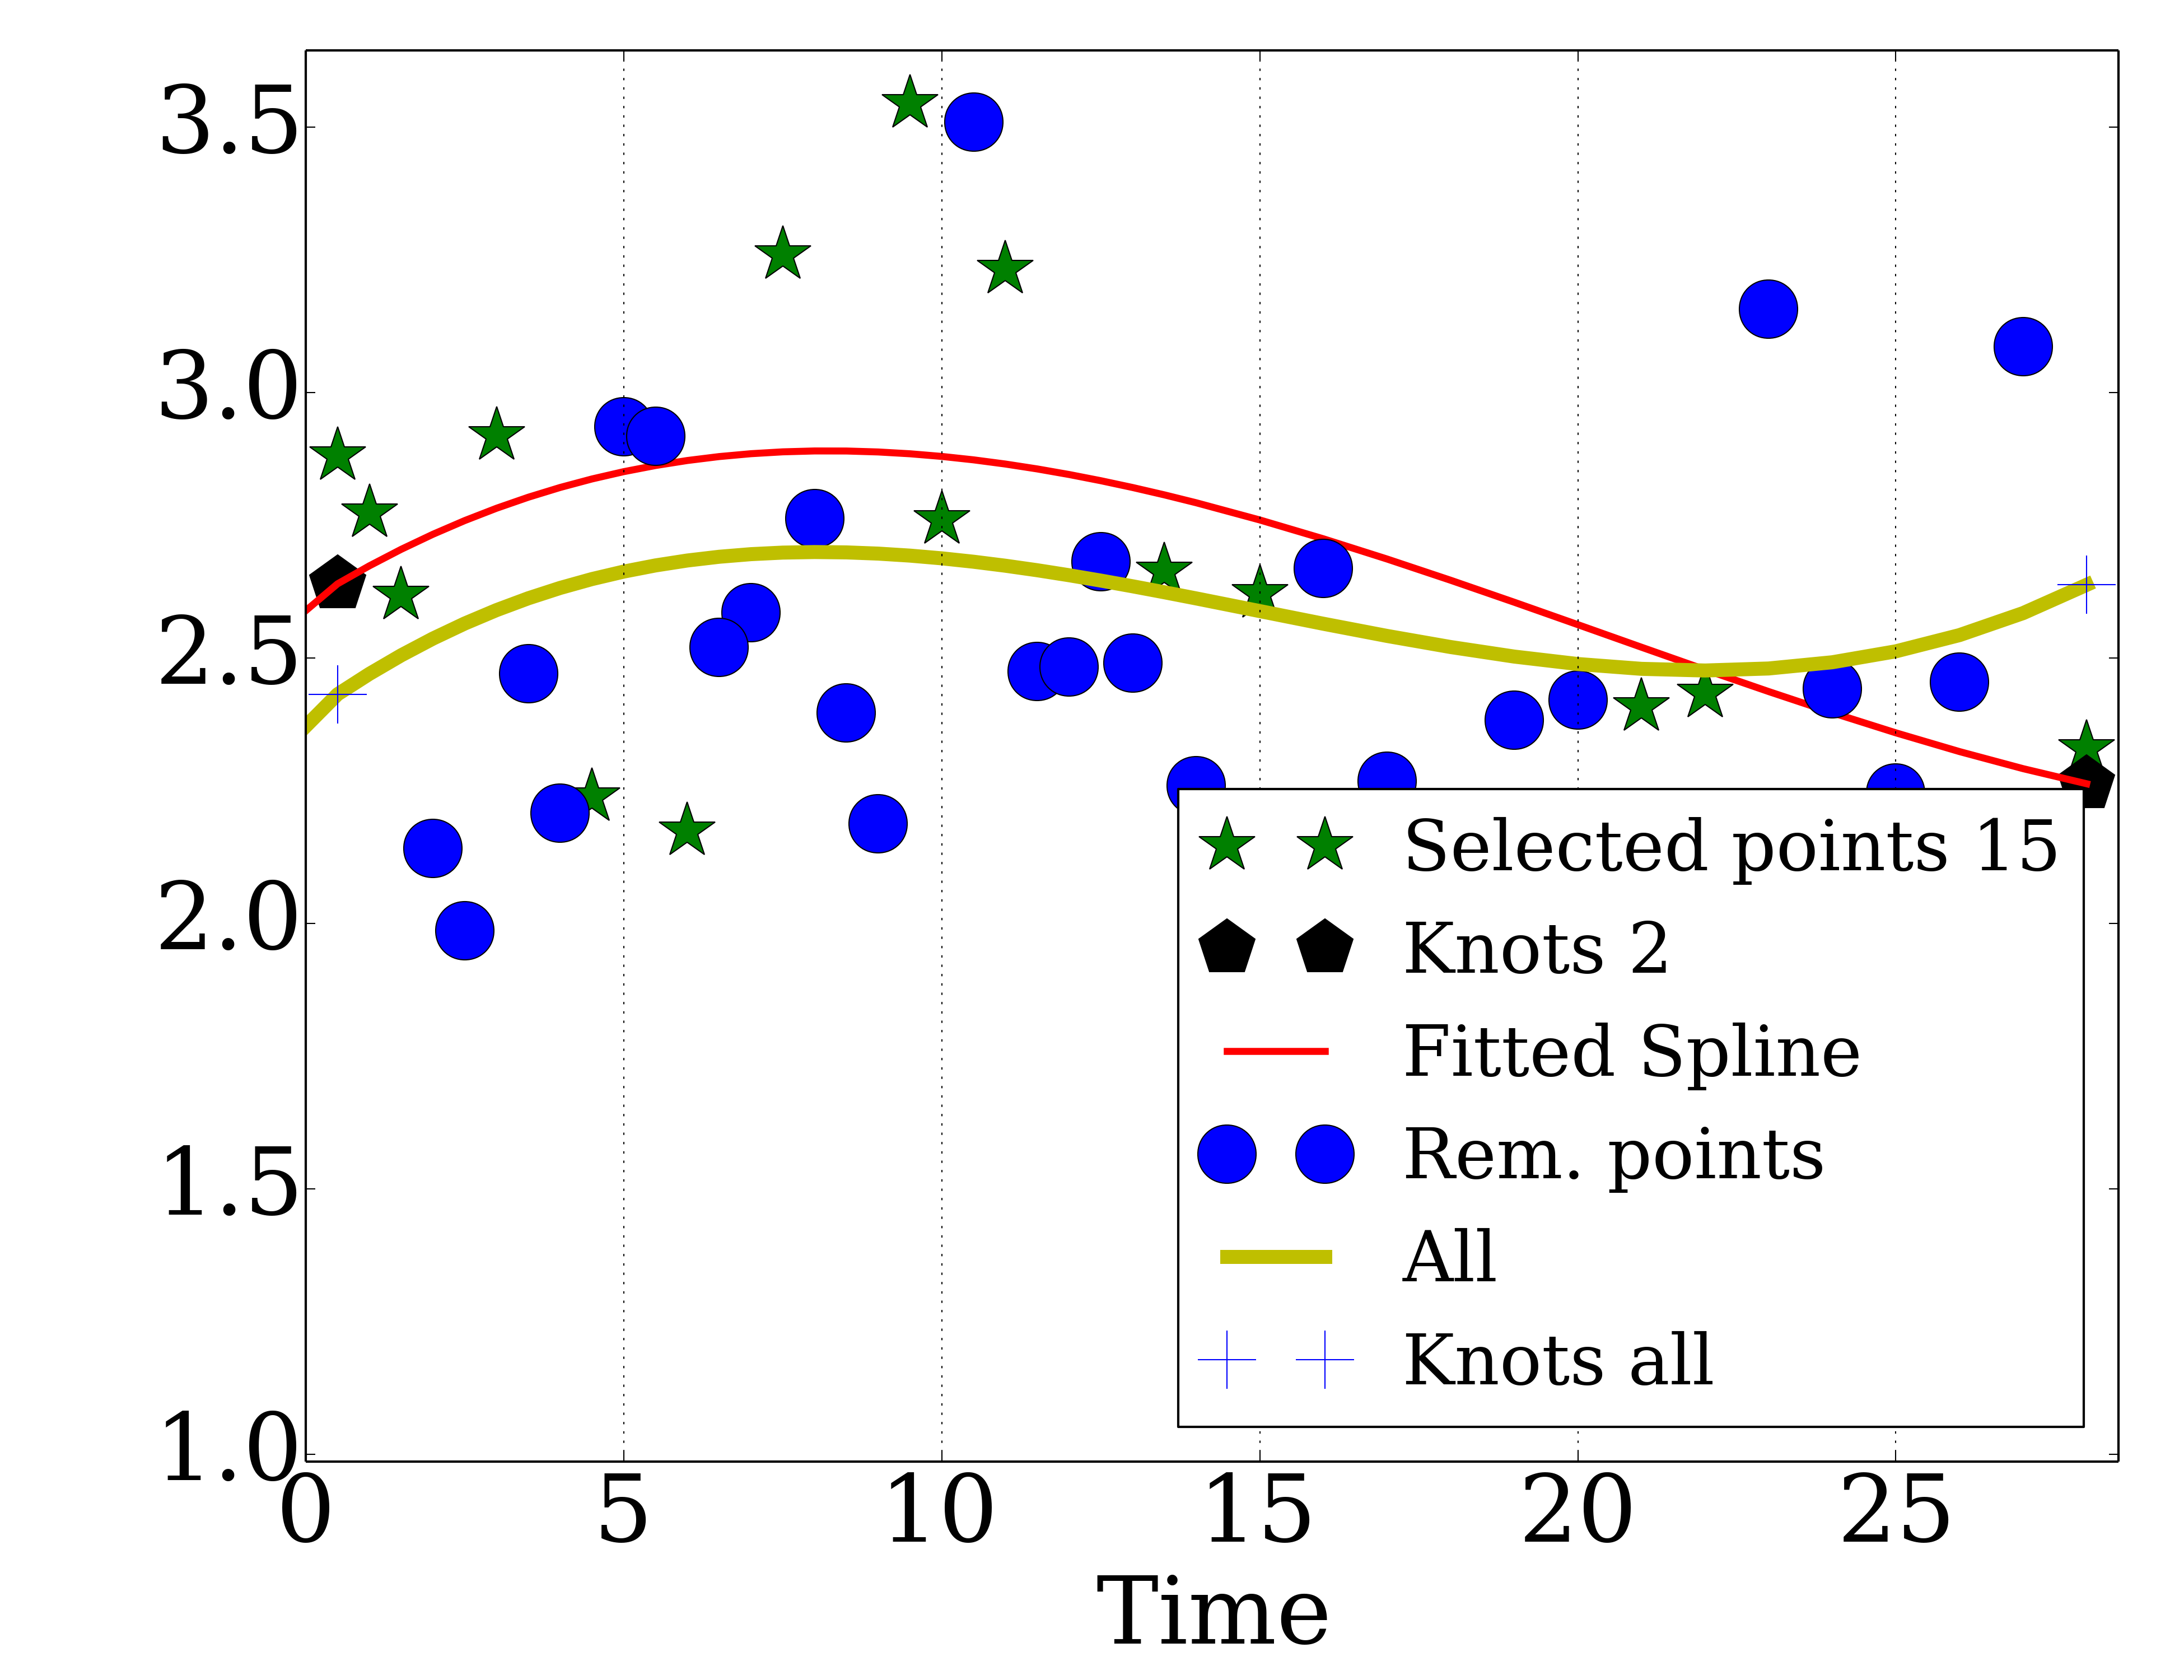 3.5
3.0
2.5
2.0
1.5
1.0
0 5 10 15 20 25
Time
Selected points 15
Knots 2
Fitted Spline
Rem. points
All
Knots all